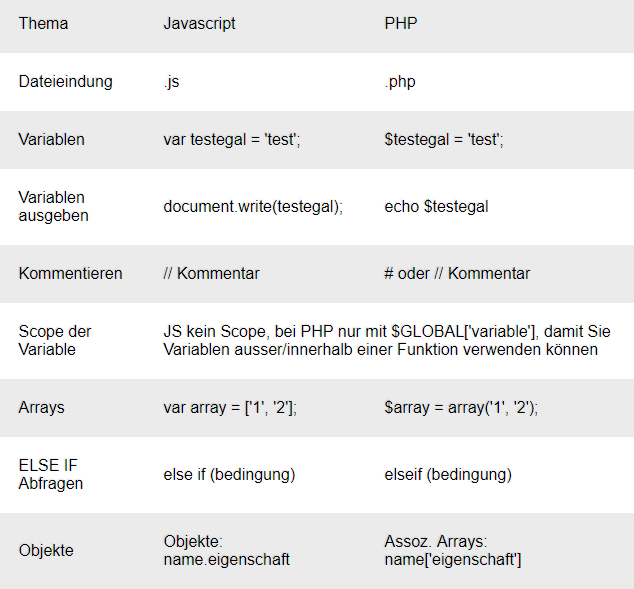 Thema Javascript PHP
Dateieindung .js .php
Variablen var testegal = 'test'; $testegal = 'test';
Variablen
ausgeben document.write(testegal); echo $testegal
Kommentieren // Kommentar # oder // Kommentar
Scope der JS kein Scope, bei PHP nur mit $GLOBAL['variable'], damit Sie
Variable Variablen ausser/innerhalb einer Funktion verwenden können
Arrays var array = ['1', '2']; $array = array('1', '2');
ELSE IF
Abfragen else if (bedingung) elseif (bedingung)
Objekte Objekte: Assoz. Arrays:
name.eigenschaft name['eigenschaft']